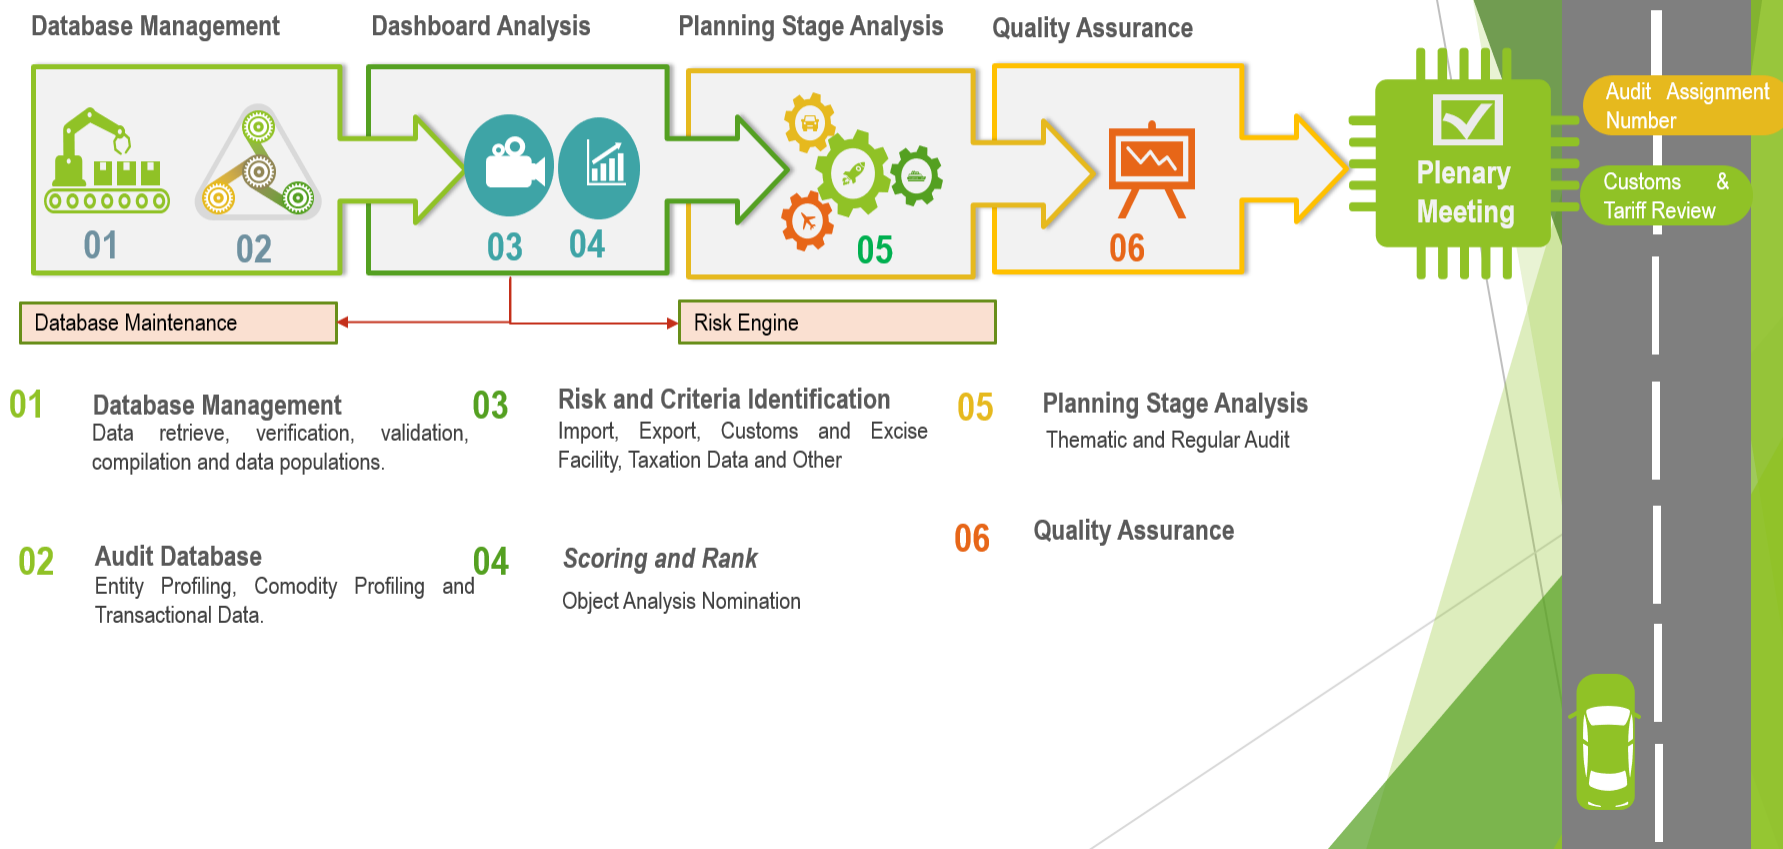 Database Management
Dashboard Analysis
Planning Stage Analysis
Quality Assurance
01
02
03
04
05
06
Plenary
Meeting
Audit Assignment
Number
Customs &
Tariff Review
Database Maintenance
Risk Engine
01
Database Management
Data retrieve, verification, validation,
compilation and data populations.
02
Audit Database
Entity Profiling, Comodity Profiling and
Transactional Data.
03
Risk and Criteria Identification
Import, Export, Customs and Excise
Facility, Taxation Data and Other
04
Scoring and Rank
Object Analysis Nomination
05
Planning Stage Analysis
Thematic and Regular Audit
06
Quality Assurance